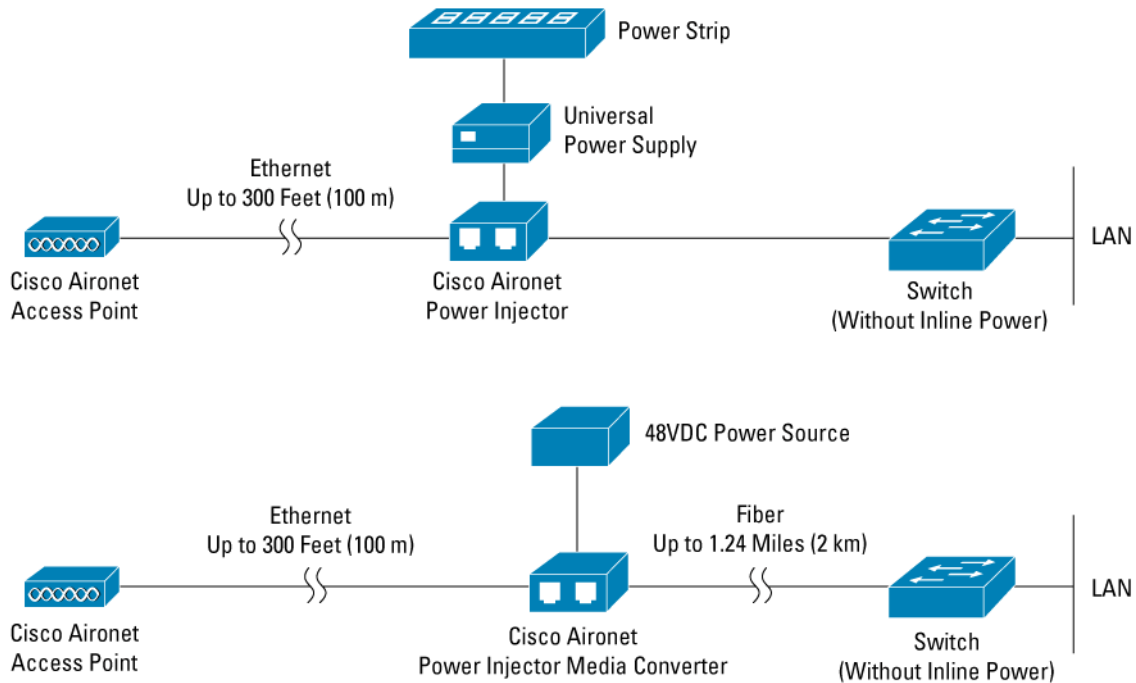 Power Strip
Universal
Power Supply
Ethernet
Up to 300 Feet (100 m)
LAN
Cisco Aironet
Access Point
Cisco Aironet
Power Injector
Switch
(Without Inline Power)
48VDC Power Source
Ethernet
Up to 300 Feet (100 m)
Fiber
Up to 1.24 Miles (2 km)
LAN
Cisco Aironet
Access Point
Cisco Aironet
Power Injector Media Converter
Switch
(Without Inline Power)